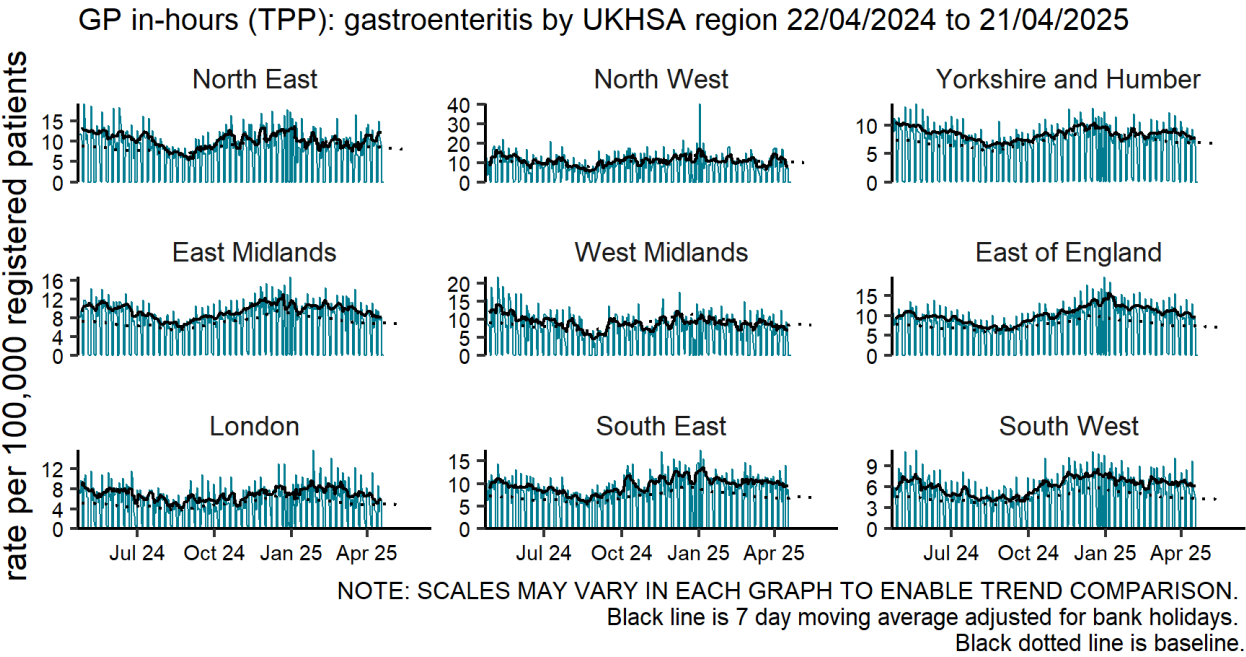 GP in-hours (TPP): gastroenteritis by UKHSA region 22/04/2024 to 21/04/2025
rate per 100,000 registered patients
North East
15
10
5
0
North West
40
30
20
10
0
Yorkshire and Humber
10
5
0
East Midlands
16
12
8
4
0
West Midlands
20
15
10
5
0
East of England
15
10
5
0
London
12
8
4
0
Jul 24 Oct 24 Jan 25 Apr 25
South East
15
10
5
0
Jul 24 Oct 24 Jan 25 Apr 25
South West
9
6
3
0
Jul 24 Oct 24 Jan 25 Apr 25
NOTE: SCALES MAY VARY IN EACH GRAPH TO ENABLE TREND COMPARISON.
Black line is 7 day moving average adjusted for bank holidays.
Black dotted line is baseline.